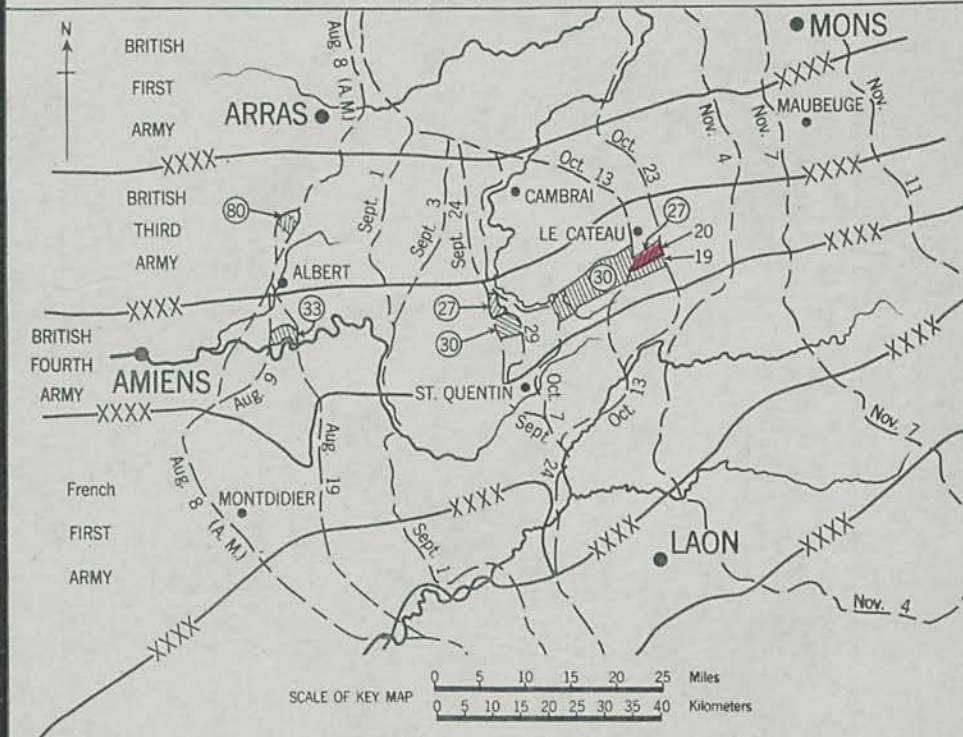 N
BRITISH
FIRST
ARMY
Aug. 8 (A.M.)
MONS
XXXX
MAUBEUGE
Nov.
4
Nov.
7
Nov.
11
ARRAS
XXXX
Oct. 13
Oct.
23
Sept. 1
Sept. 3
Sept. 24
BRITISH
THIRD
ARMY
80
CAMBRAI
XXXX
LE CATEAU
27
20
19
30
XXXX
ALBERT
XXXX
33
27
30
29
BRITISH
FOURTH
ARMY
AMIENS
XXXX
Aug. 9
ST. QUENTIN
Oct. 7
Oct. 13
Sept.
24
Nov. 7
XXXX
Aug. 8 (A.M.)
Aug.
19
MONTDIDIER
XXXX
Sept. 1
French
FIRST
ARMY
XXXX
LAON
XXXX
Nov. 4
XXXX
SCALE OF KEY MAP
0 5 10 15 20 25 Miles
0 5 10 15 20 25 30 35 40 Kilometers